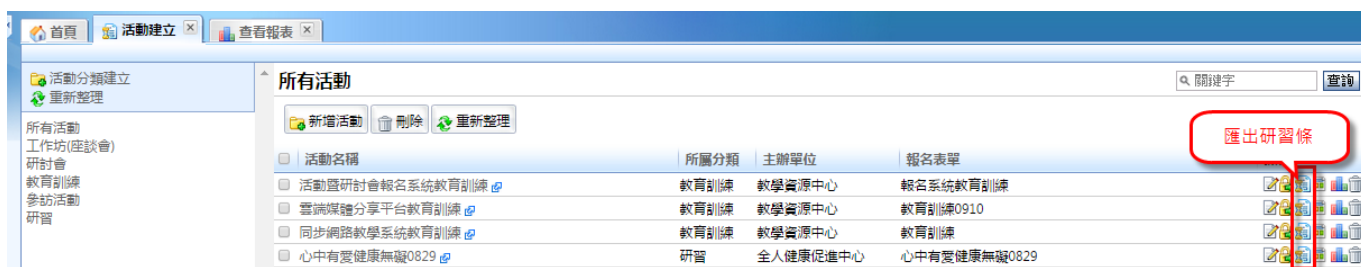 首頁 活動建立 查看報表
活動分類建立
重新整理
所有活動
工作坊(座談會)
研討會
教育訓練
參訪活動
研習
所有活動
關鍵字 查詢
新增活動 刪除 重新整理
匯出研習條
活動名稱 所屬分類 主辦單位 報名表單
活動暨研討會報名系統教育訓練 教育訓練 教學資源中心 報名系統教育訓練
雲端媒體分享平台教育訓練 教育訓練 教學資源中心 教育訓練0910
同步網路教學系統教育訓練 教育訓練 教學資源中心 教育訓練
心中有愛健康無礙0829 研習 全人健康促進中心 心中有愛健康無礙0829